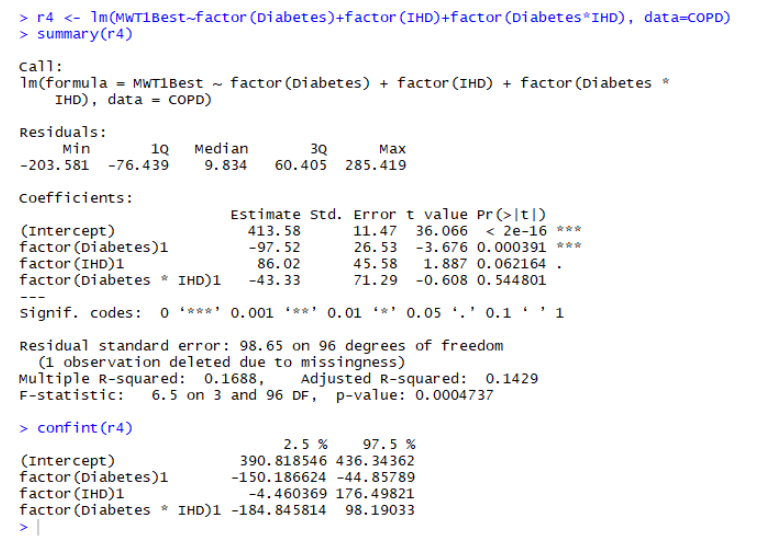 > r4 <- lm(MWT1Best~factor(Diabetes)+factor(IHD)+factor(Diabetes*IHD), data=COPD)
> summary(r4)
Call:
lm(formula = MWT1Best ~ factor(Diabetes) + factor(IHD) + factor(Diabetes *
    IHD), data = COPD)
Residuals:
     Min       1Q   Median       3Q      Max
-203.581  -76.439    9.834   60.405  285.419
Coefficients:
                        Estimate Std. Error t value Pr(>|t|)
(Intercept)               413.58      11.47  36.066  < 2e-16 ***
factor(Diabetes)1         -97.52      26.53  -3.676 0.000391 ***
factor(IHD)1               86.02      45.58   1.887 0.062164 .
factor(Diabetes * IHD)1   -43.33      71.29  -0.608 0.544801
---
Signif. codes:  0 ‘***’ 0.001 ‘**’ 0.01 ‘*’ 0.05 ‘.’ 0.1 ‘ ’ 1
Residual standard error: 98.65 on 96 degrees of freedom
  (1 observation deleted due to missingness)
Multiple R-squared:  0.1688,    Adjusted R-squared:  0.1429
F-statistic:   6.5 on 3 and 96 DF,  p-value: 0.0004737
> confint(r4)
                             2.5 %    97.5 %
(Intercept)             390.818546 436.34362
factor(Diabetes)1      -150.186624 -44.85789
factor(IHD)1             -4.460369 176.49821
factor(Diabetes * IHD)1 -184.845814  98.19033
>